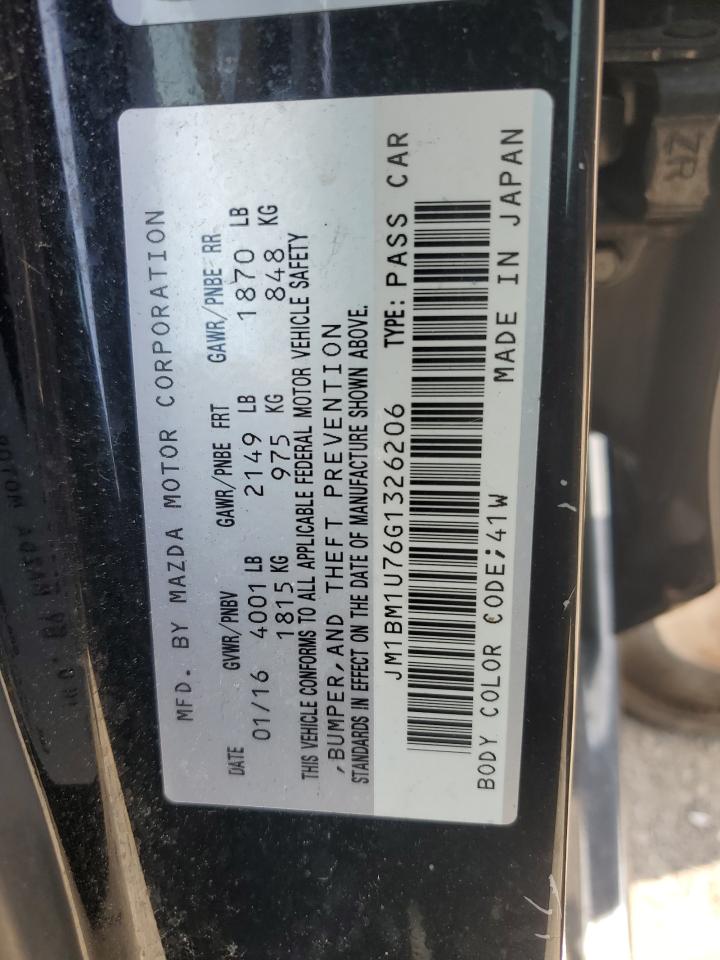 MFD. BY MAZDA MOTOR CORPORATION
DATE GVWR/PNBV GAWR/PNBE FRT GAWR/PNBE RR
01/16 4001 LB 2149 LB 1870 LB
1815 KG 975 KG 848 KG
THIS VEHICLE CONFORMS TO ALL APPLICABLE FEDERAL MOTOR VEHICLE SAFETY
,BUMPER,AND THEFT PREVENTION
STANDARDS IN EFFECT ON THE DATE OF MANUFACTURE SHOWN ABOVE.
JM1BM1U76G1326206 TYPE: PASS CAR
BODY COLOR CODE;41W MADE IN JAPAN
ZR